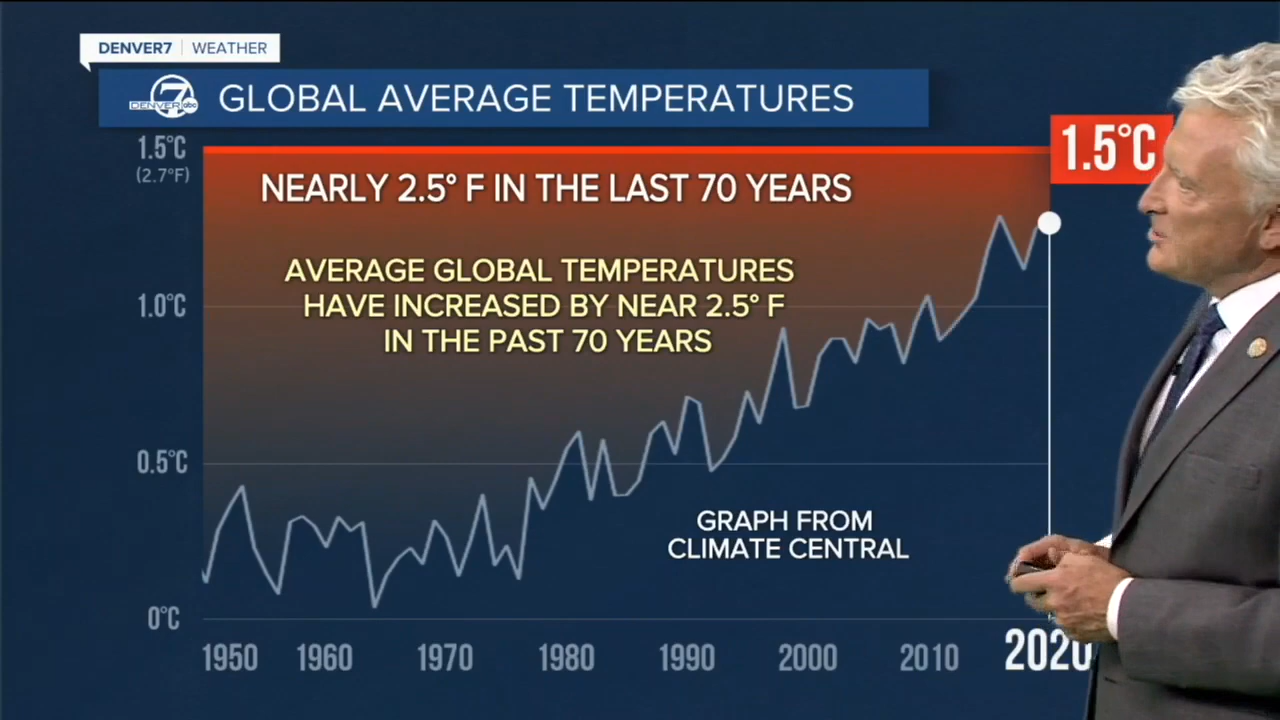 DENVER7 | WEATHER
7
DENVER abc
GLOBAL AVERAGE TEMPERATURES
1.5°C
(2.7°F)
1.5°C
NEARLY 2.5° F IN THE LAST 70 YEARS
AVERAGE GLOBAL TEMPERATURES
HAVE INCREASED BY NEAR 2.5° F
IN THE PAST 70 YEARS
1.0°C
0.5°C
GRAPH FROM
CLIMATE CENTRAL
0°C
1950 1960 1970 1980 1990 2000 2010 2020